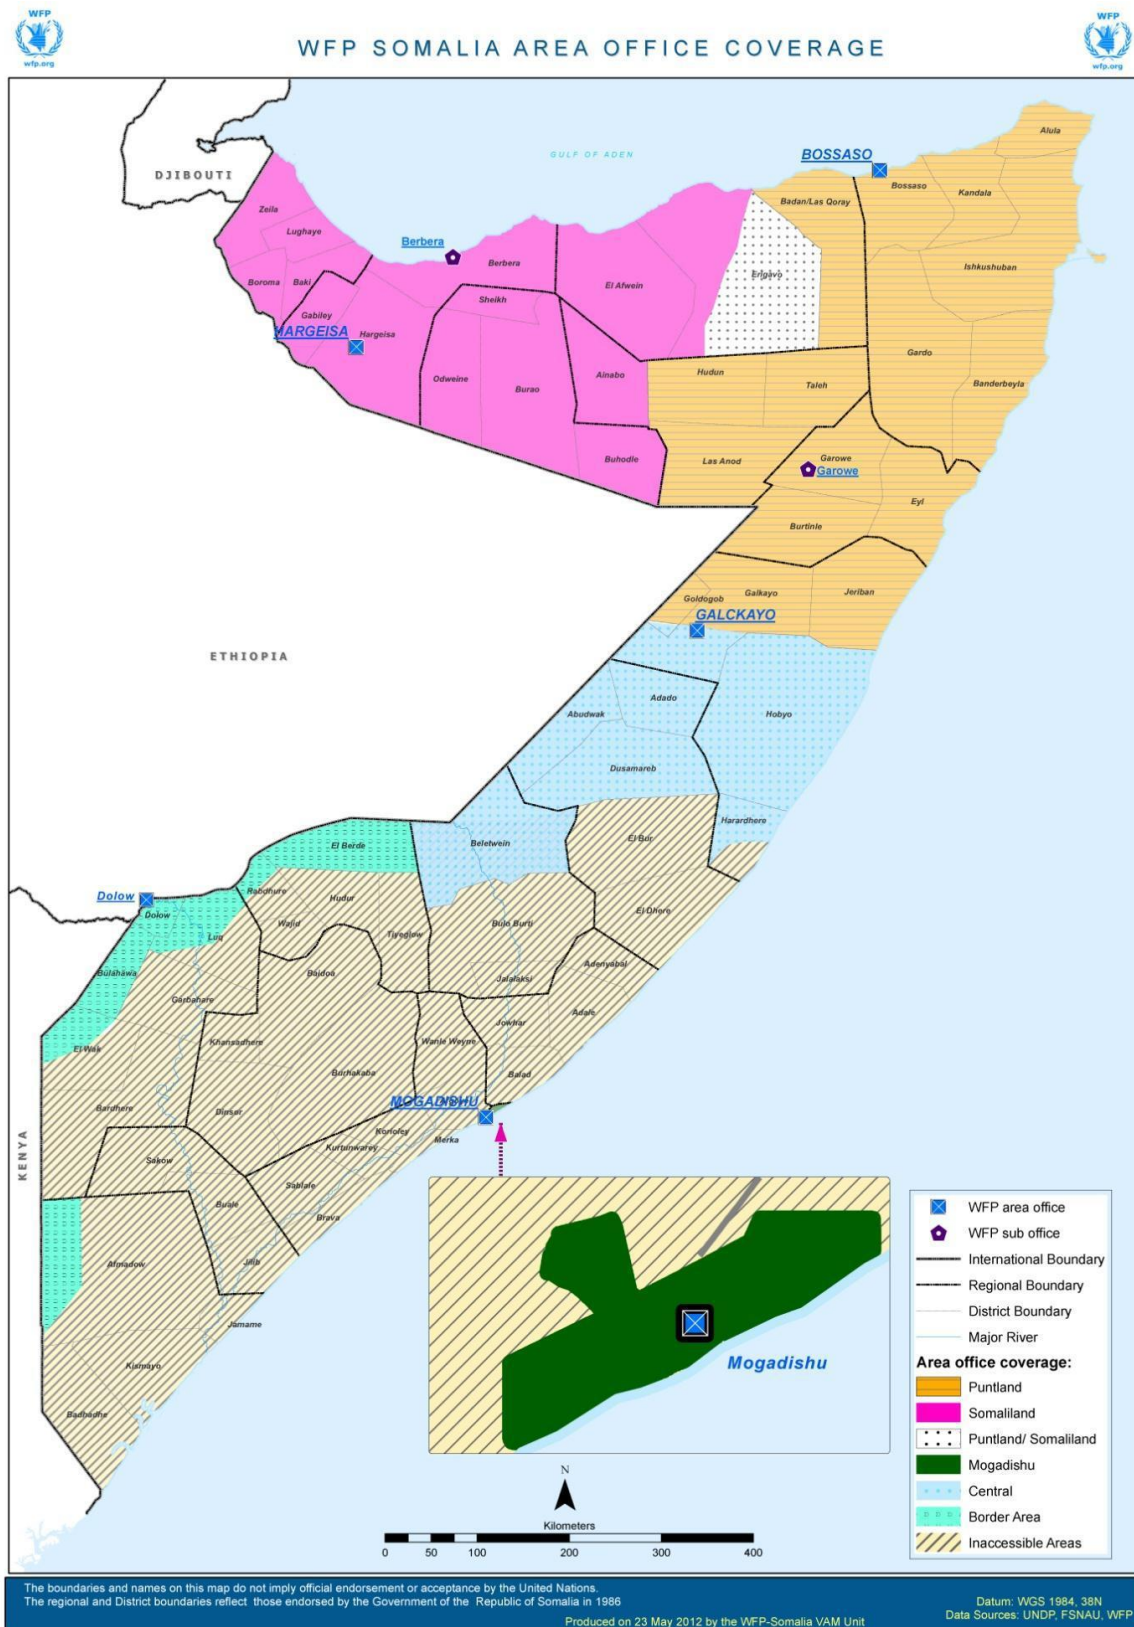 WFP
wfp.org
WFP SOMALIA AREA OFFICE COVERAGE
WFP
wfp.org
DJIBOUTI
GULF OF ADEN
Alula
BOSSASO
Bossaso
Kandala
Badan/Las Qoray
Zeila
Lughaye
Berbera
Berbera
Ishkushuban
Erigavo
Boroma
Baki
El Afwein
Sheikh
Gabiley
HARGEISA
Hargeisa
Gardo
Hudun
Taleh
Banderbeyla
Odweine
Burao
Ainabo
Buhodle
Las Anod
Garowe
Garowe
Eyl
Burtinle
Goldogob
Galkayo
Jeriban
GALCKAYO
ETHIOPIA
Adado
Abudwak
Hobyo
Dusamareb
Harardhere
El Bur
Beletwein
El Berde
Rabdhure
Hudur
Dolow
Dolow
El Dhere
Wajid
Bulo Burti
Luq
Tiyeglow
Adenyabal
Bulahawa
Baidoa
Jalalaksi
Garbahare
Adale
Jowhar
Khansadhere
Wanle Weyne
El Wak
Burhakaba
Balad
MOGADISHU
Bardhere
Dinsur
Korioley
Merka
Kurtunwarey
KENYA
Sakow
Sablale
Buale
Brava
Afmadow
Jilib
Jamame
Kismayo
Badhadhe
Mogadishu
WFP area office
WFP sub office
International Boundary
Regional Boundary
District Boundary
Major River
Area office coverage:
Puntland
Somaliland
Puntland/ Somaliland
Mogadishu
Central
Border Area
Inaccessible Areas
N
Kilometers
0 50 100 200 300 400
The boundaries and names on this map do not imply official endorsement or acceptance by the United Nations.
The regional and District boundaries reflect those endorsed by the Government of the Republic of Somalia in 1986
Produced on 23 May 2012 by the WFP-Somalia VAM Unit
Datum: WGS 1984, 38N
Data Sources: UNDP, FSNAU, WFP